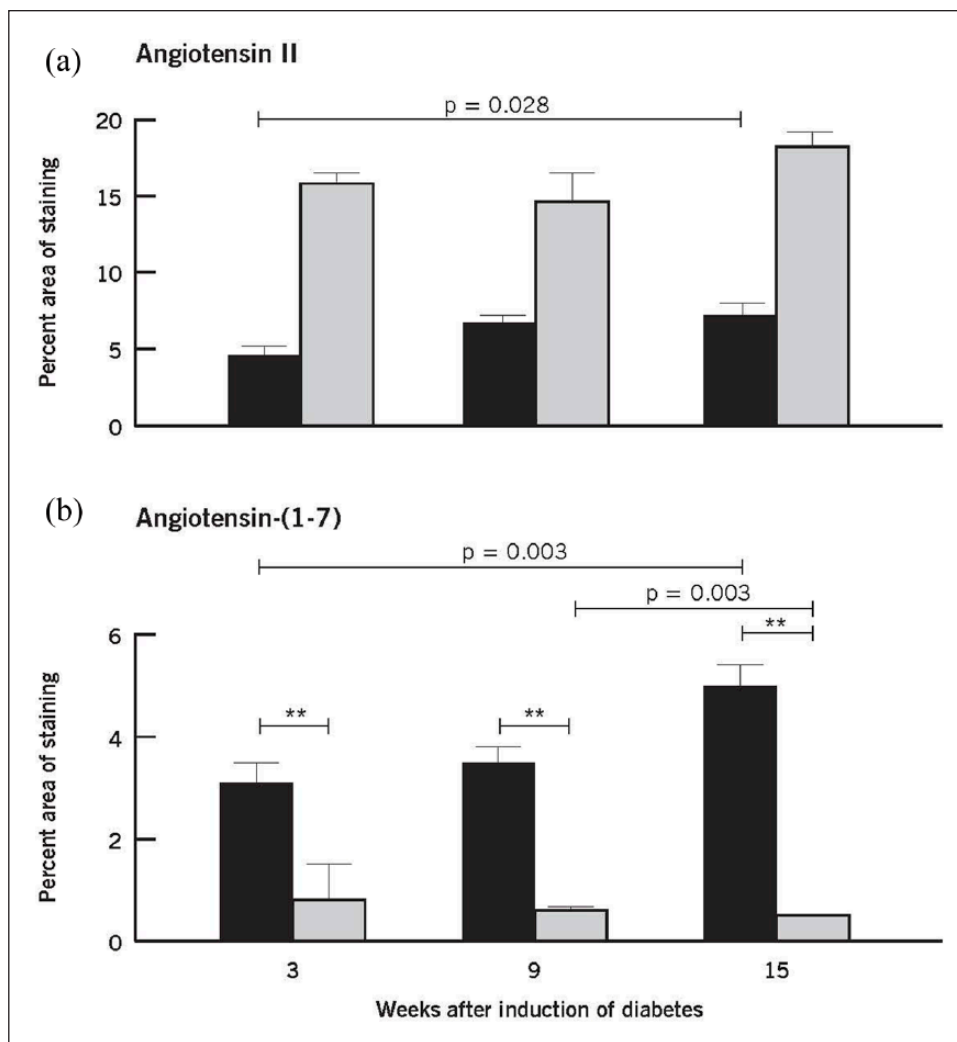 (a) Angiotensin II
p = 0.028
Percent area of staining
20
15
10
5
0
(b) Angiotensin-(1-7)
p = 0.003
p = 0.003
**
**
**
Percent area of staining
6
4
2
0
3 9 15
Weeks after induction of diabetes